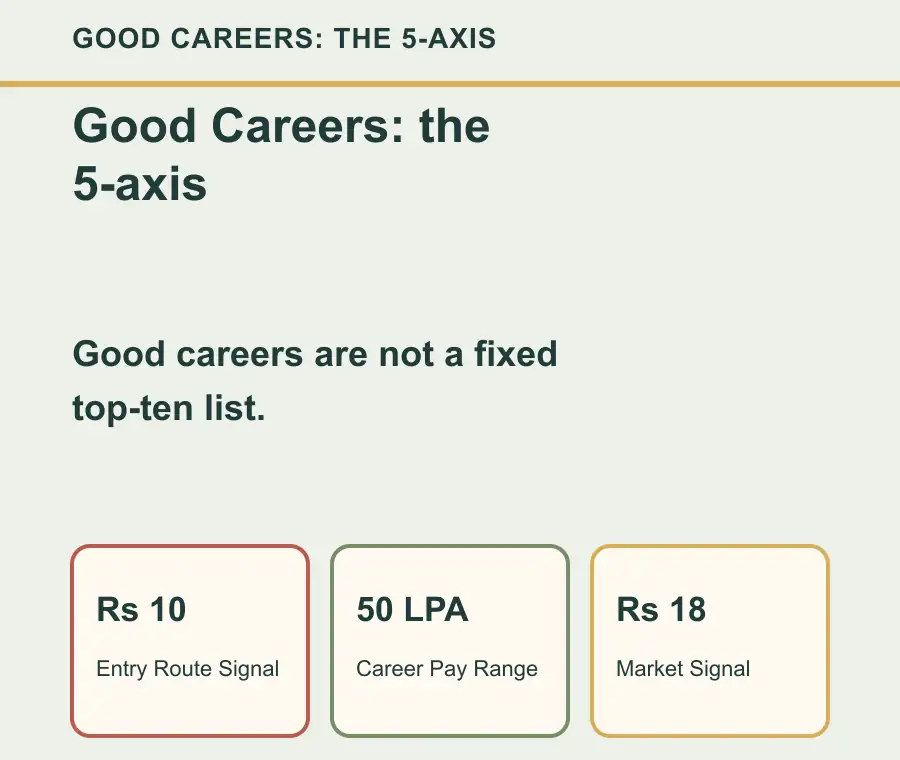 GOOD CAREERS: THE 5-AXIS
Good Careers: the
5-axis
Good careers are not a fixed
top-ten list.
Rs 10
Entry Route Signal
50 LPA
Career Pay Range
Rs 18
Market Signal